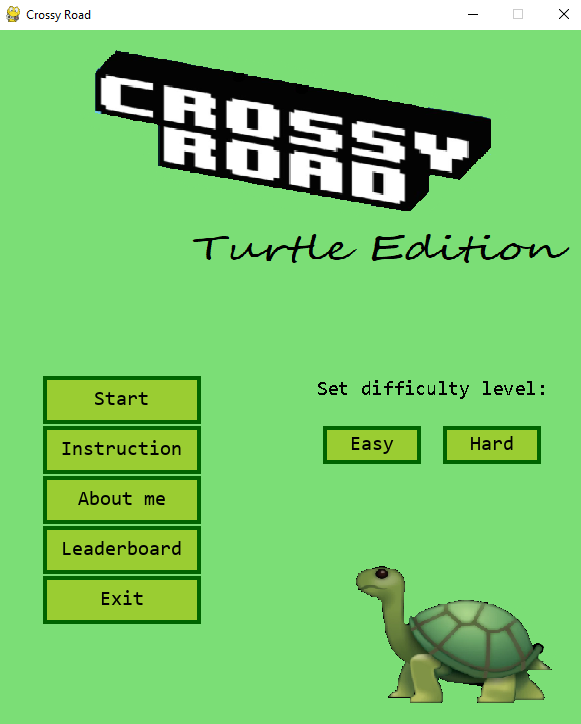 Crossy Road
CROSSY
ROAD
Turtle Edition
Start
Instruction
About me
Leaderboard
Exit
Set difficulty level:
Easy
Hard